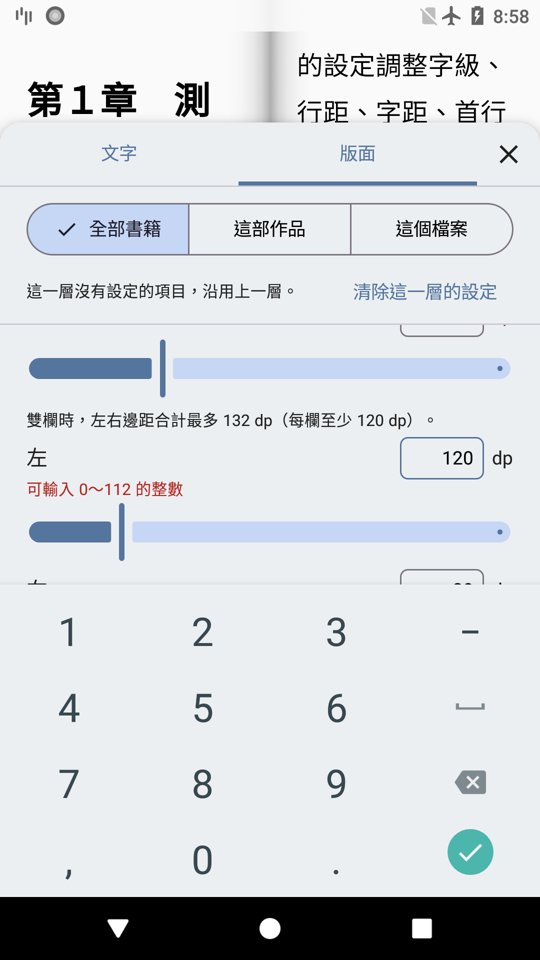 8:58
的設定調整字級、
第１章　測
行距、字距、首行
文字
版面
全部書籍
這部作品
這個檔案
這一層沒有設定的項目，沿用上一層。
清除這一層的設定
雙欄時，左右邊距合計最多 132 dp（每欄至少 120 dp）。
左
120 dp
可輸入 0～112 的整數
1 2 3 −
4 5 6
7 8 9
, 0 .